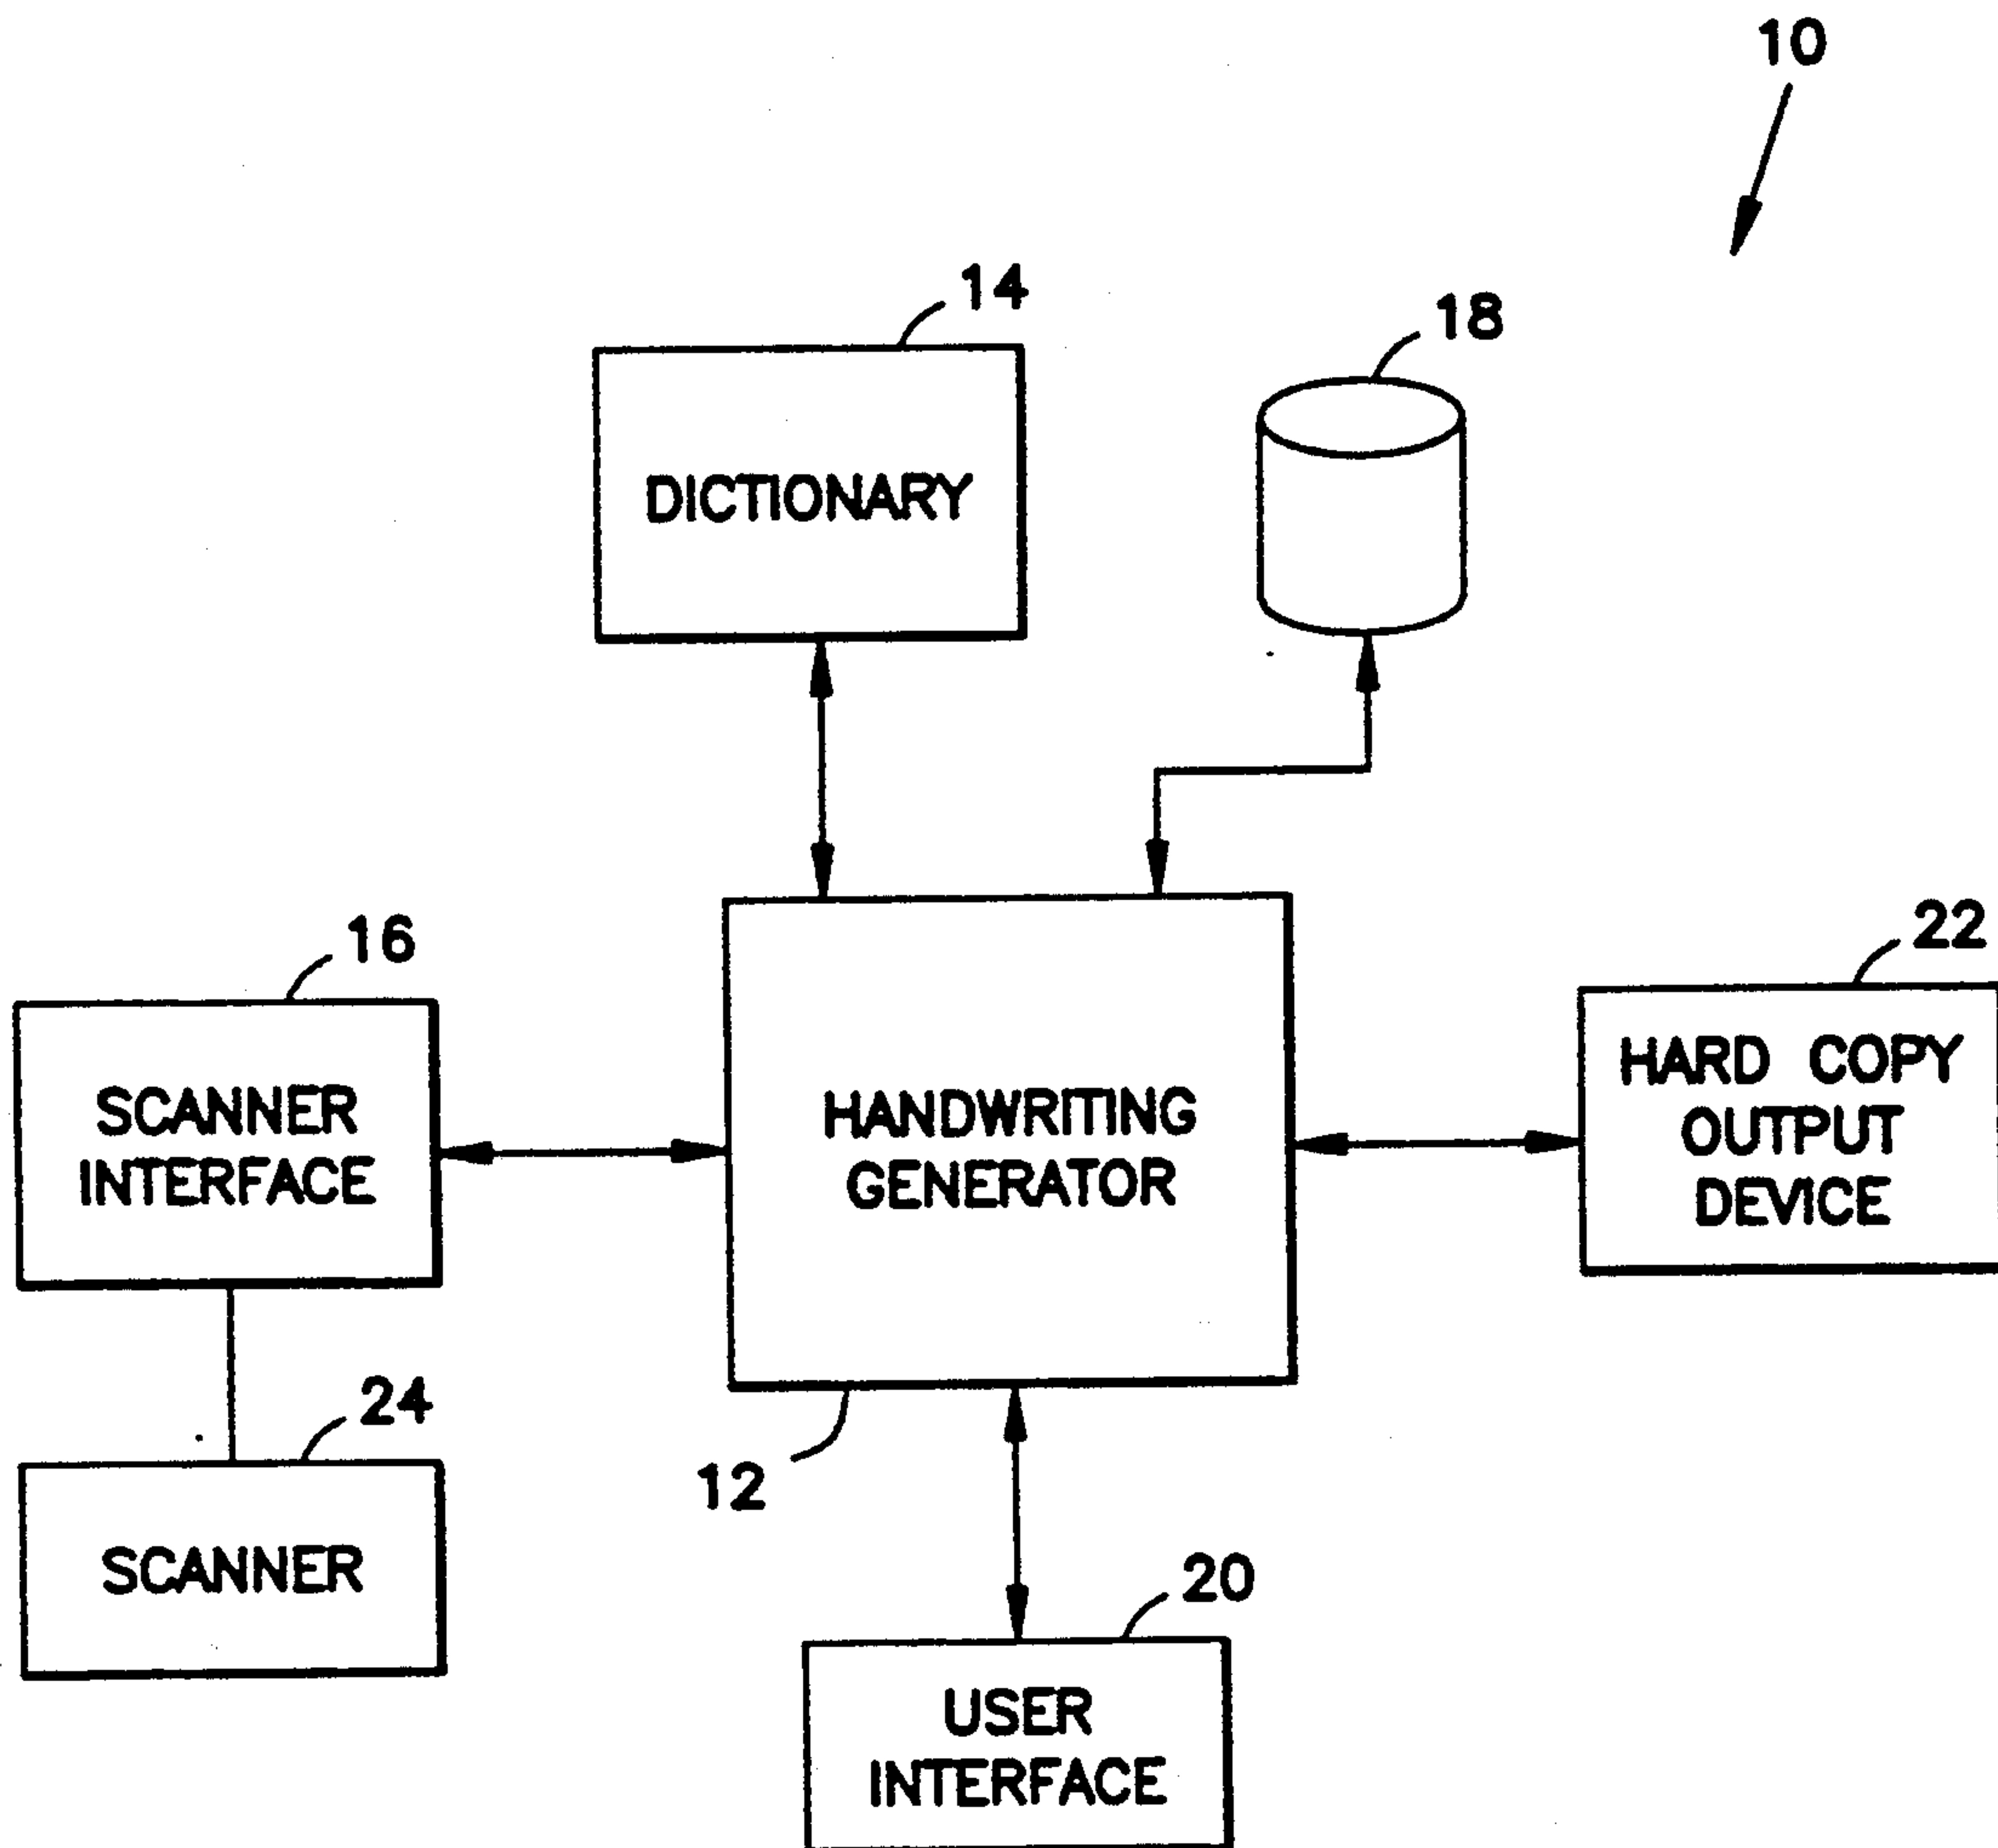 10
14
18
DICTIONARY
16
22
SCANNER
INTERFACE
HANDWRITING
GENERATOR
HARD COPY
OUTPUT
DEVICE
24
12
SCANNER
20
USER
INTERFACE